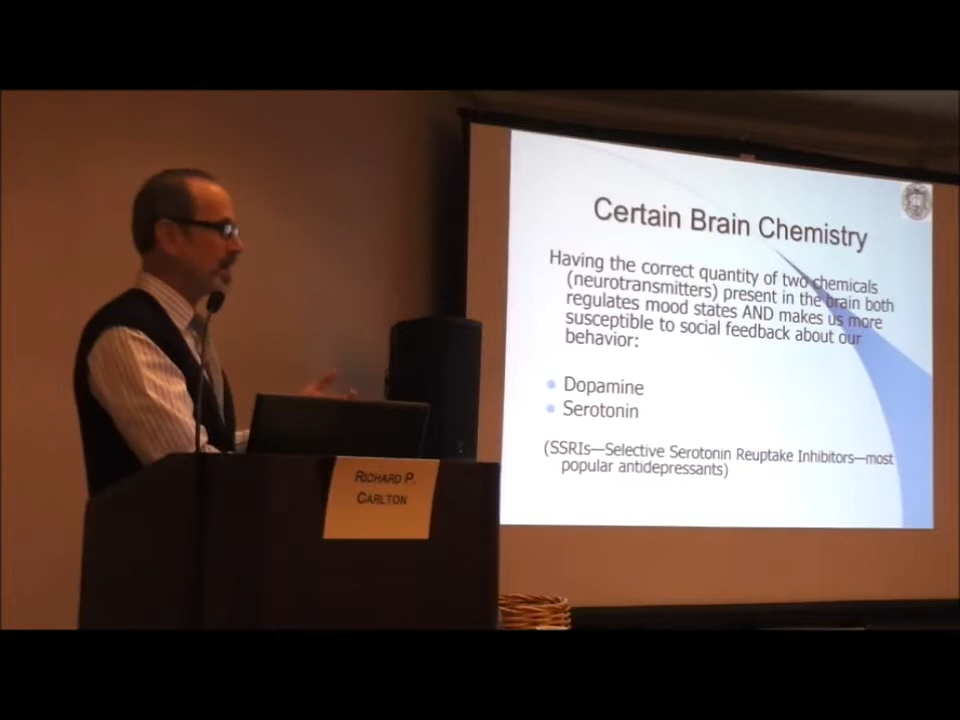 Certain Brain Chemistry
Having the correct quantity of two chemicals
(neurotransmitters) present in the brain both
regulates mood states AND makes us more
susceptible to social feedback about our
behavior:
Dopamine
Serotonin
(SSRIs—Selective Serotonin Reuptake Inhibitors—most
popular antidepressants)
RICHARD P.
CARLTON